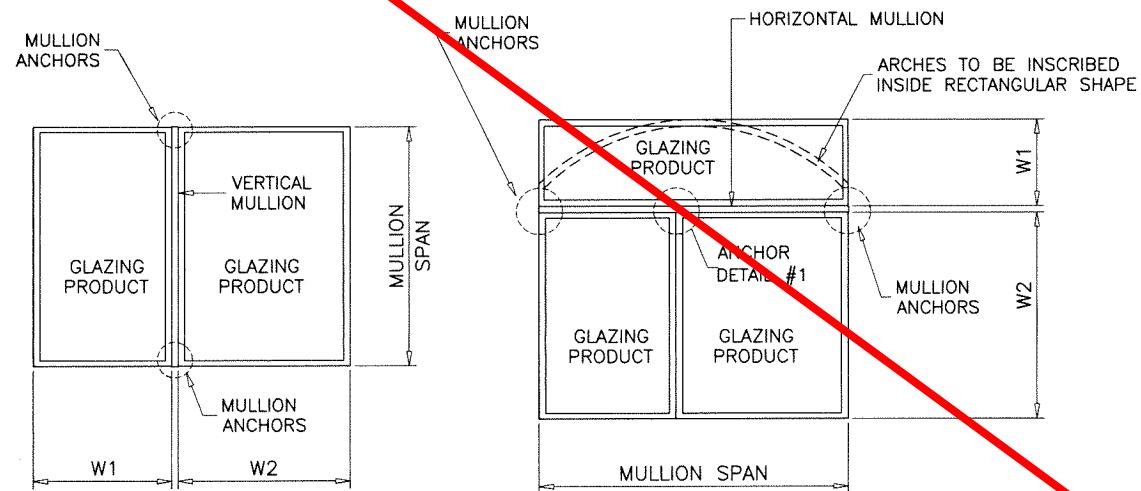 MULLION
ANCHORS
VERTICAL
MULLION
GLAZING
PRODUCT
GLAZING
PRODUCT
MULLION
SPAN
MULLION
ANCHORS
W1
W2
MULLION
ANCHORS
HORIZONTAL MULLION
ARCHES TO BE INSCRIBED
INSIDE RECTANGULAR SHAPE
GLAZING
PRODUCT
W1
ANCHOR
DETAIL #1
MULLION
ANCHORS
W2
GLAZING
PRODUCT
GLAZING
PRODUCT
MULLION SPAN